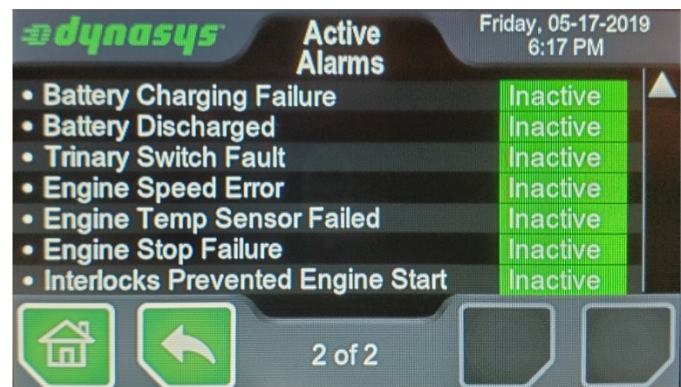 dynasys
Active
Alarms
Friday, 05-17-2019
6:17 PM
• Battery Charging Failure Inactive
• Battery Discharged Inactive
• Trinary Switch Fault Inactive
• Engine Speed Error Inactive
• Engine Temp Sensor Failed Inactive
• Engine Stop Failure Inactive
• Interlocks Prevented Engine Start Inactive
2 of 2